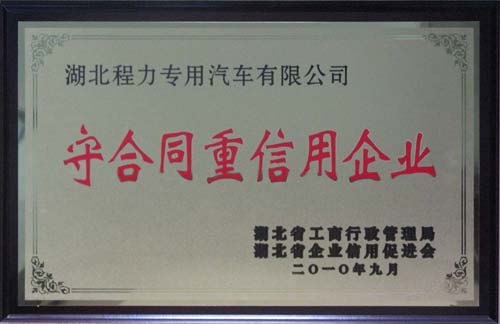 湖北程力专用汽车有限公司
守合同重信用企业
湖北省工商行政管理局
湖北省企业信用促进会
二〇一〇年九月